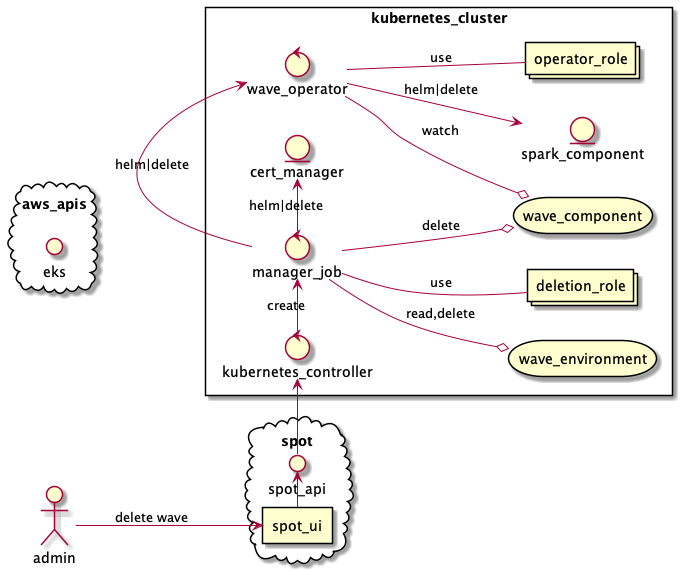 kubernetes_cluster
use
operator_role
wave_operator
helm|delete
spark_component
watch
helm|delete
cert_manager
aws_apis
helm|delete
wave_component
delete
eks
manager_job
use
deletion_role
create
read,delete
wave_environment
kubernetes_controller
spot
spot_api
delete wave
spot_ui
admin